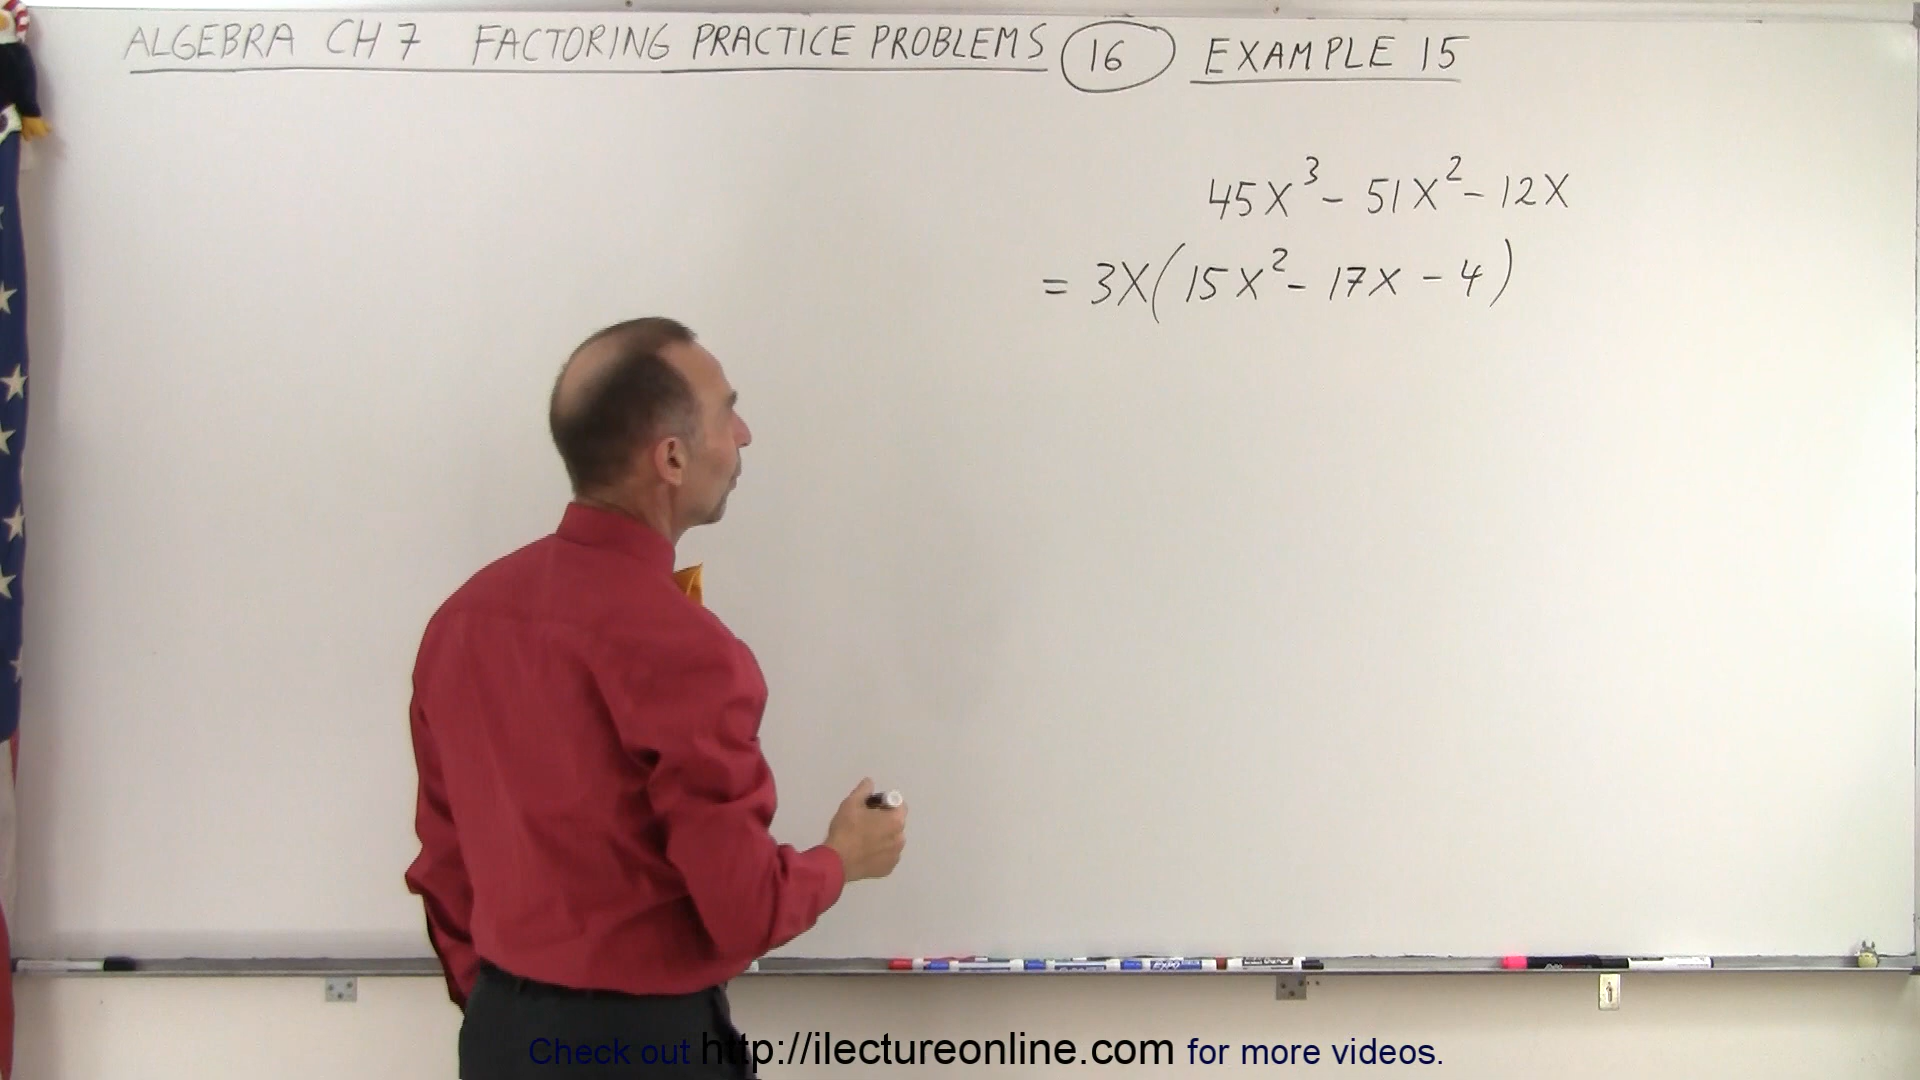 ALGEBRA CH 7 FACTORING PRACTICE PROBLEMS 16 EXAMPLE 15
45X³ - 51X² - 12X
= 3X(15X² - 17X - 4)
EXPO
Check out http://ilectureonline.com for more videos.